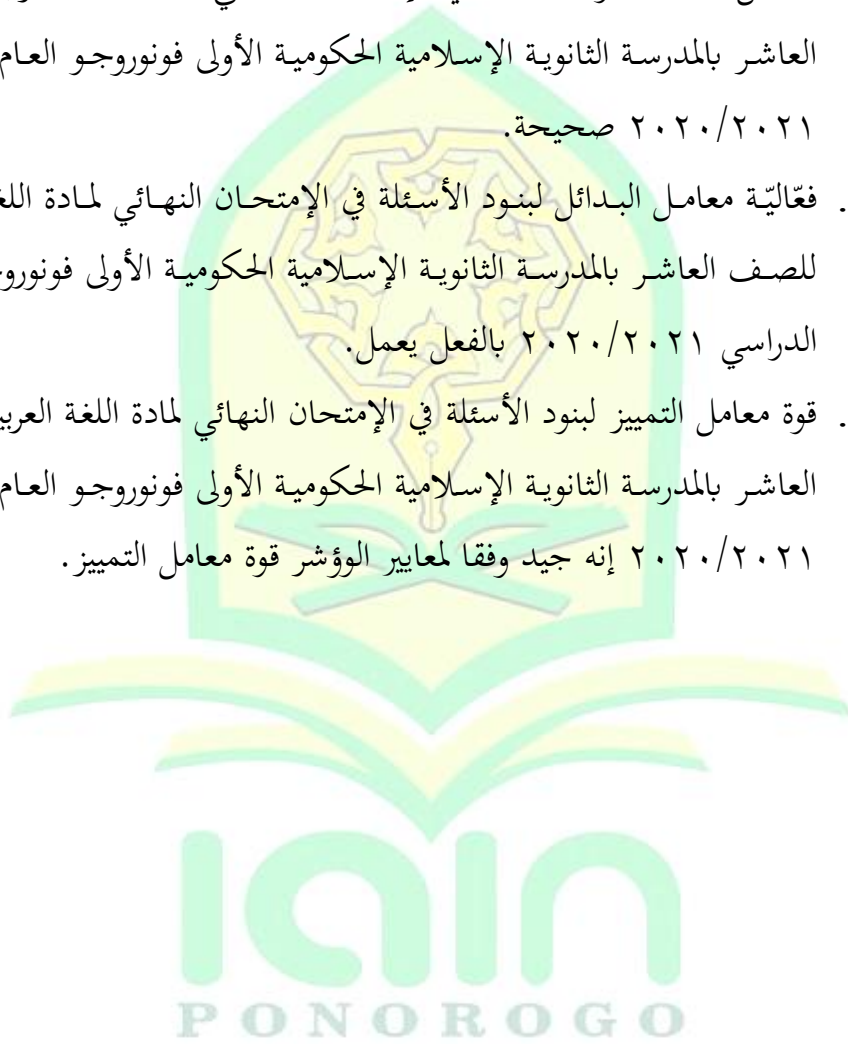 العاشر بالمدرسة الثانوية الإسلامية الحكومية الأولى فونوروجو العام
٢٠٢٠/٢٠٢١ صحيحة.
. فعّاليّة معامل البدائل لبنود الأسئلة في الإمتحان النهائي لمادة
للصف العاشر بالمدرسة الثانوية الإسلامية الحكومية الأولى
الدراسي ٢٠٢٠/٢٠٢١ بالفعل يعمل.
. قوة معامل التمييز لبنود الأسئلة في الإمتحان النهائي لمادة اللغة
العاشر بالمدرسة الثانوية الإسلامية الحكومية الأولى فونوروجو العام
٢٠٢٠/٢٠٢١ إنه جيد وفقا لمعايير الوؤشر قوة معامل التمييز.
iain
PONOROGO